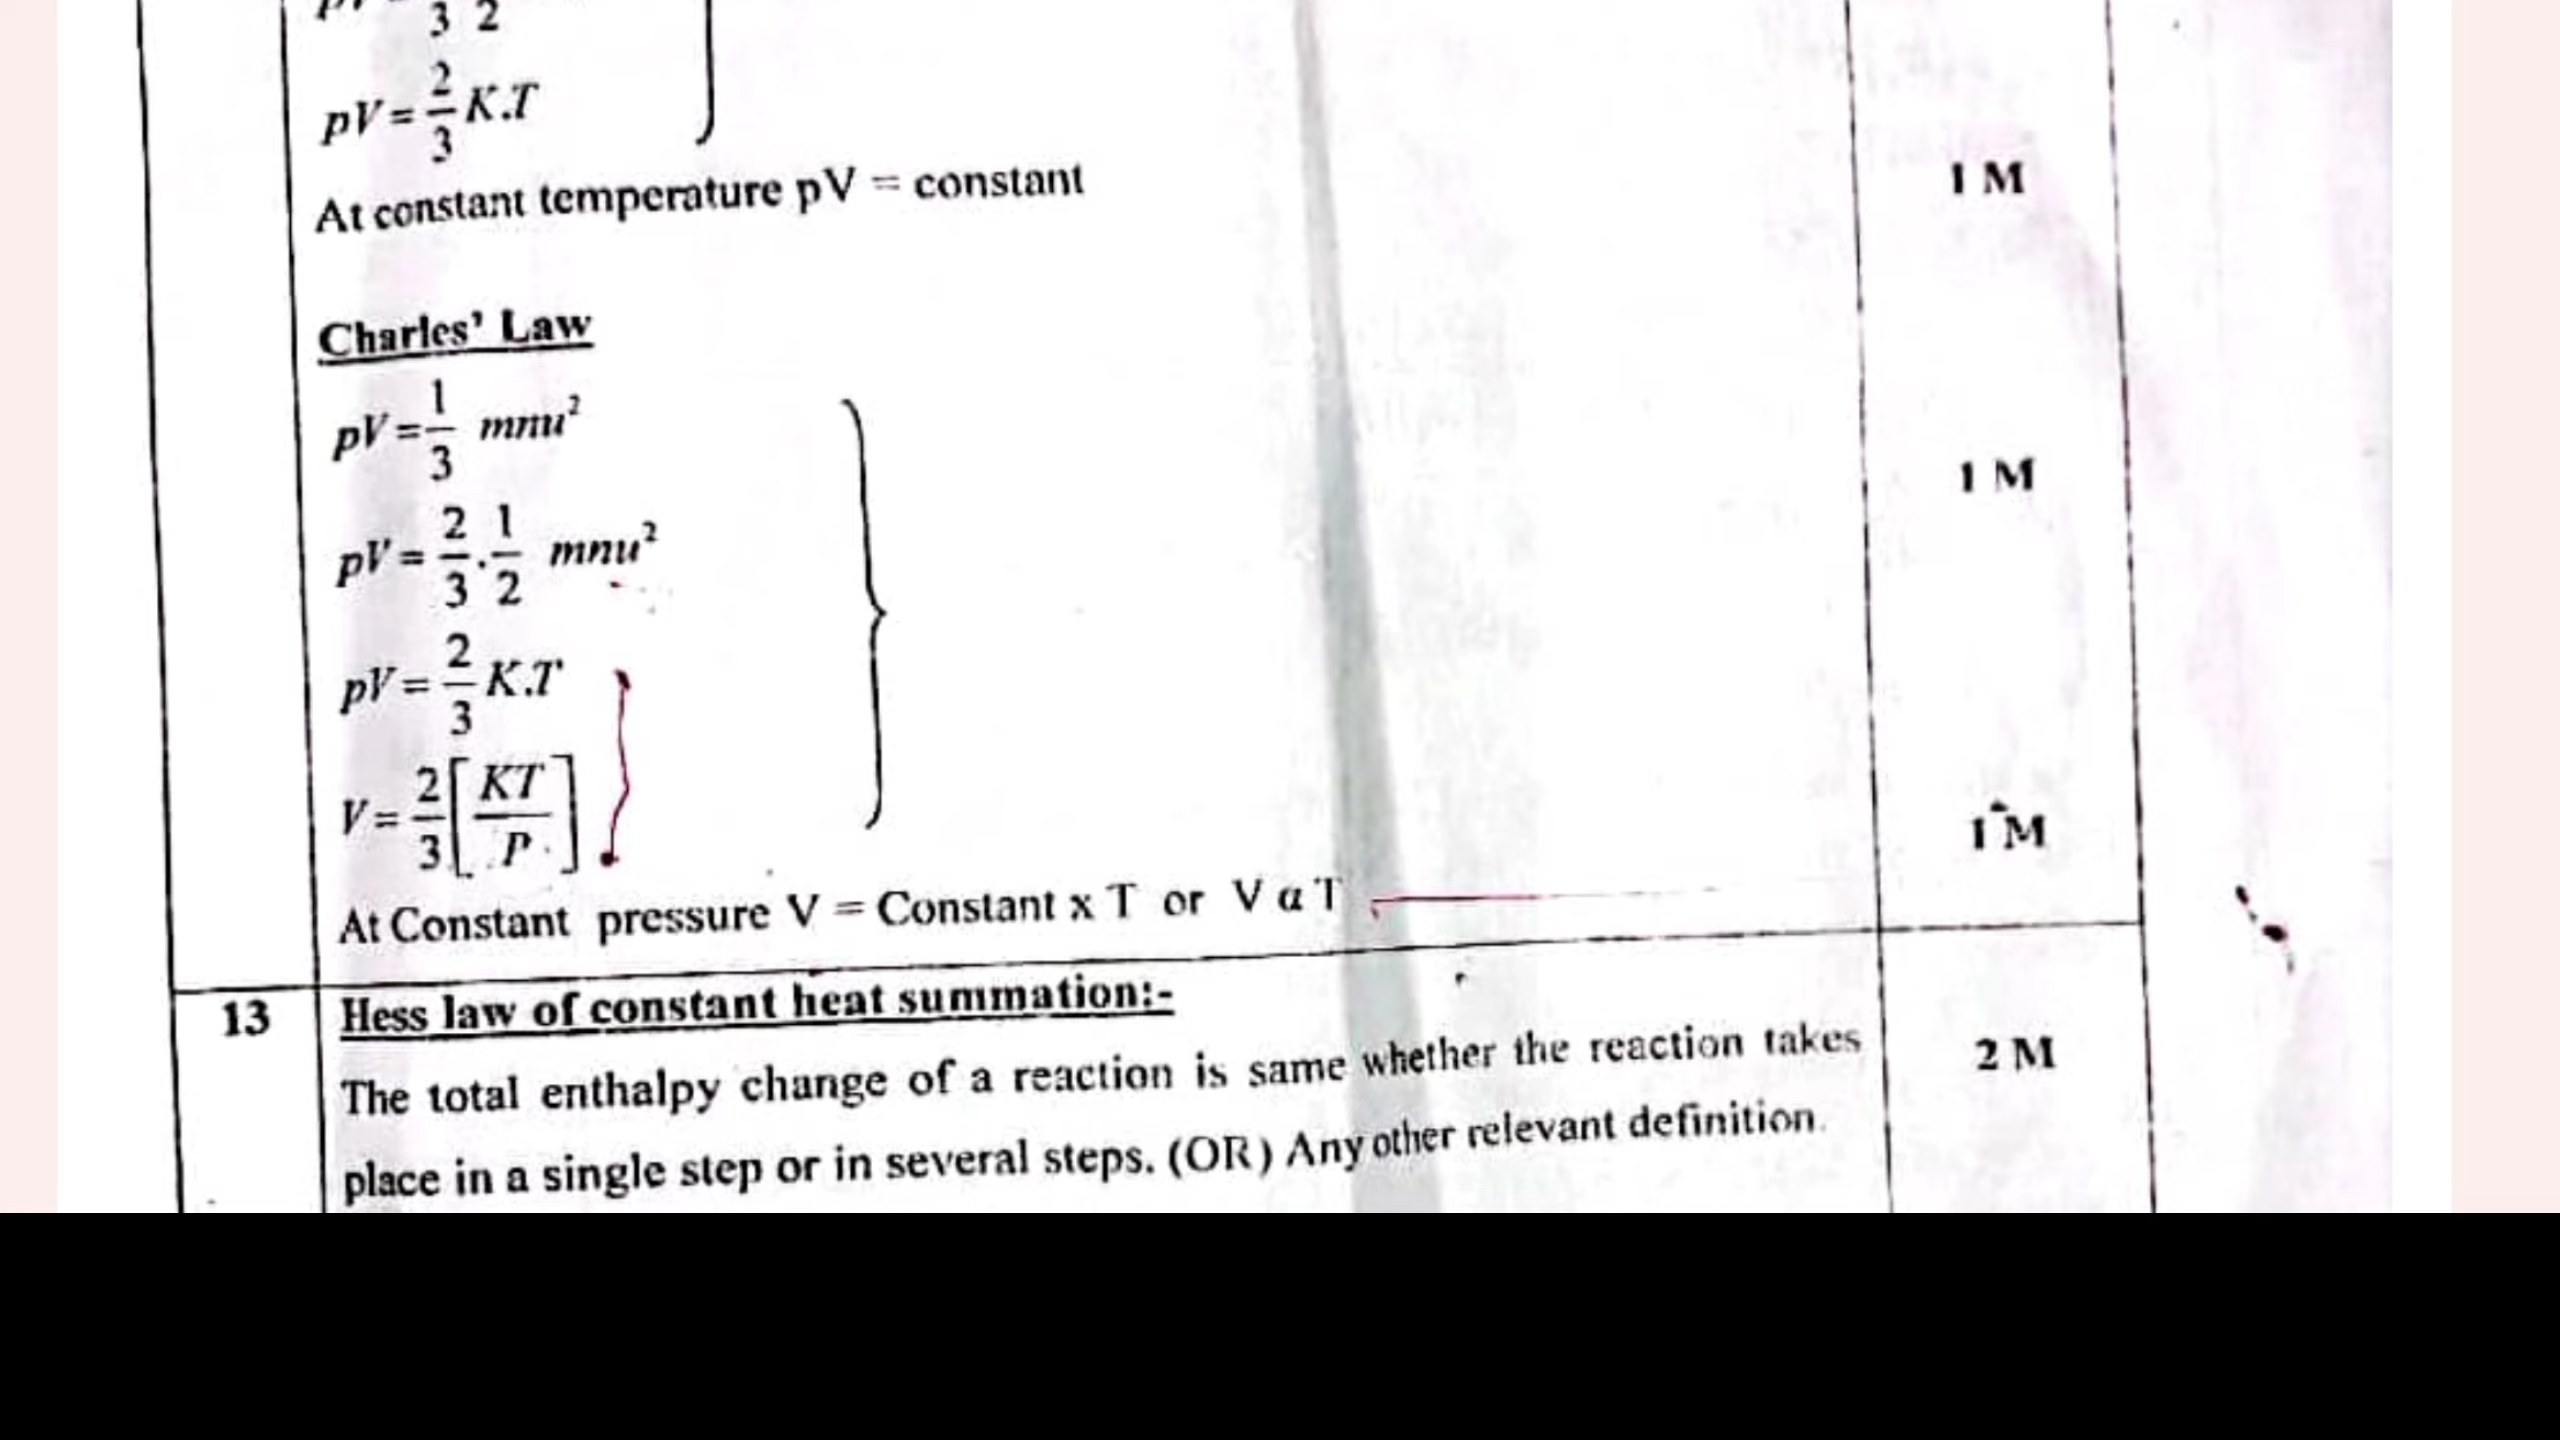 3 2
pV = 2/3 K.T
At constant temperature pV = constant
1 M
Charles' Law
pV = 1/3 mnu²
1 M
pV = 2/3 . 1/2 mnu²
pV = 2/3 K.T
V = 2/3 [KT/P]
1 M
At Constant pressure V = Constant x T or V α T
13
Hess law of constant heat summation:-
The total enthalpy change of a reaction is same whether the reaction takes
2 M
place in a single step or in several steps. (OR) Any other relevant definition.